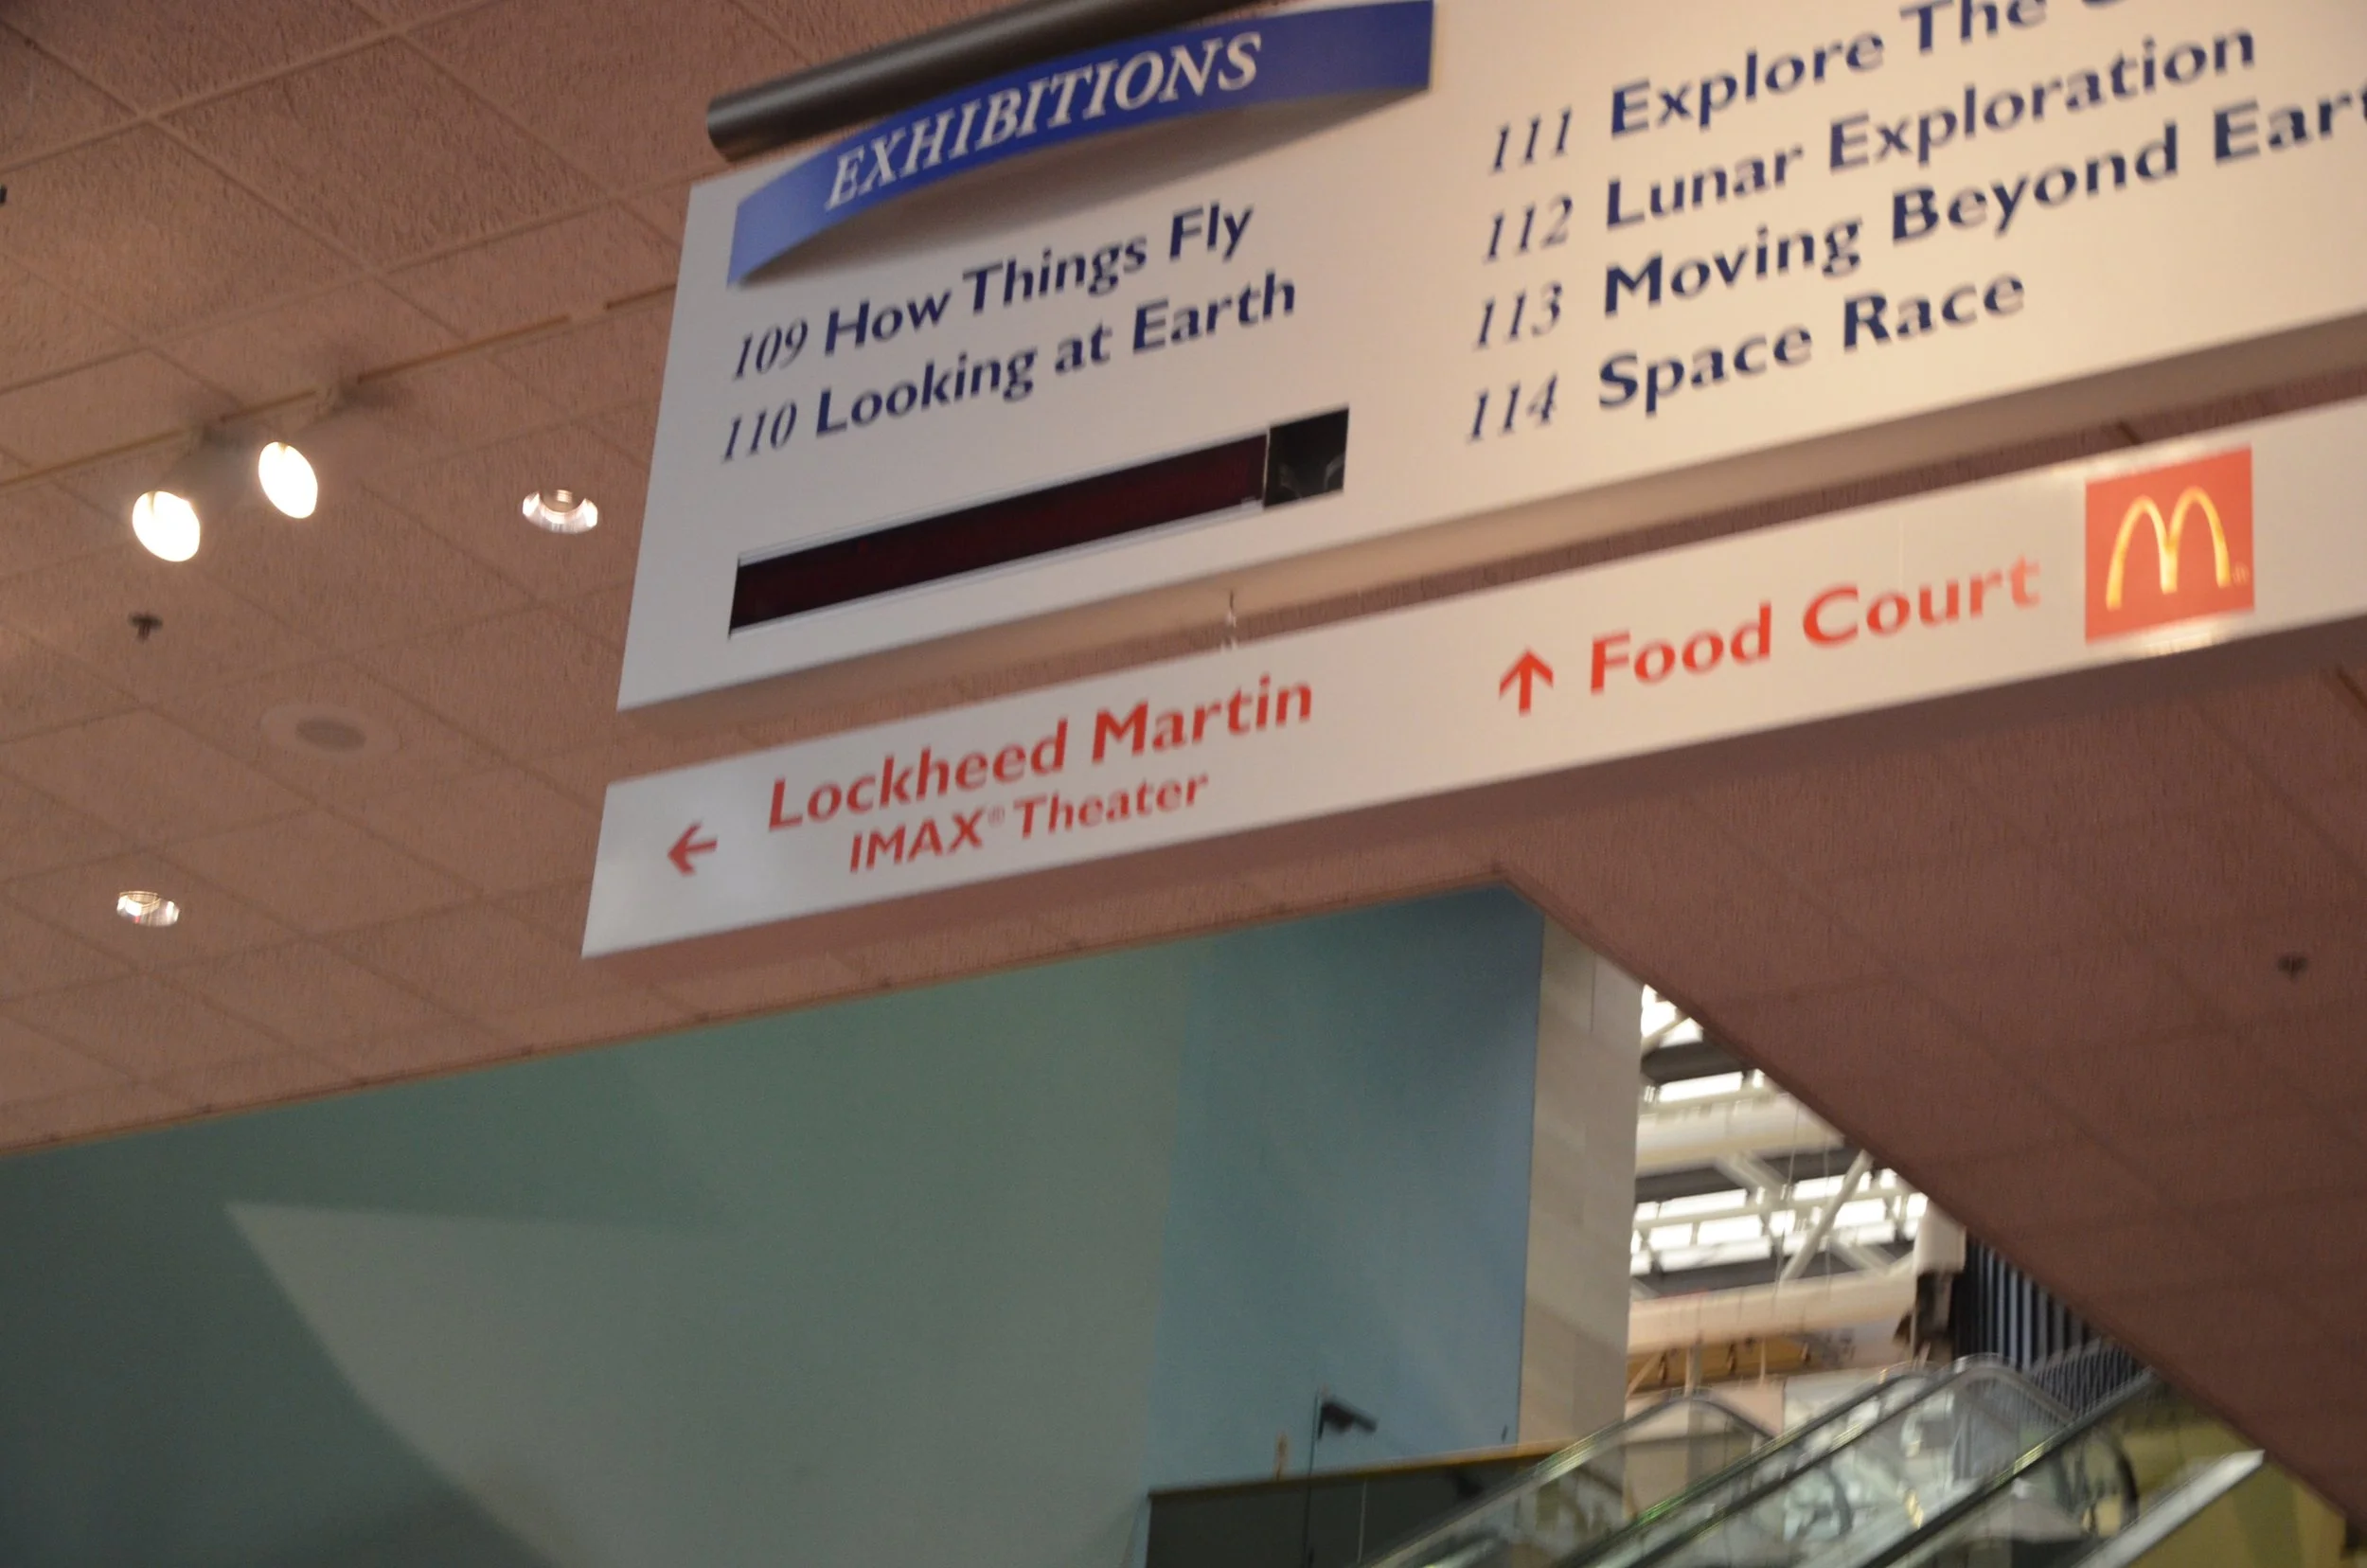 EXHIBITIONS
109 How Things Fly
110 Looking at Earth
111 Explore The
112 Lunar Exploration
113 Moving Beyond
114 Space Race
← Lockheed Martin
IMAX® Theater
↑ Food Court